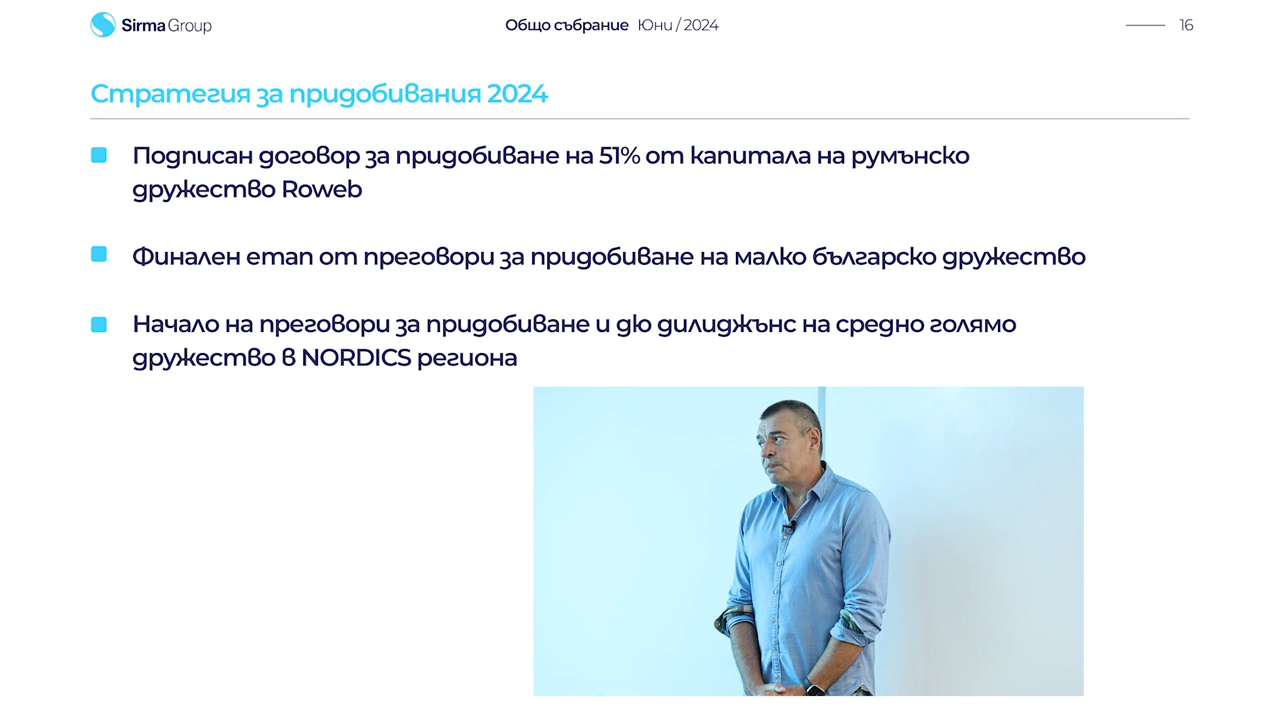 Sirma Group
Общо събрание Юни / 2024
16
Стратегия за придобивания 2024
Подписан договор за придобиване на 51% от капитала на румънско
дружество Roweb
Финален етап от преговори за придобиване на малко българско дружество
Начало на преговори за придобиване и дю дилиджънс на средно голямо
дружество в NORDICS региона